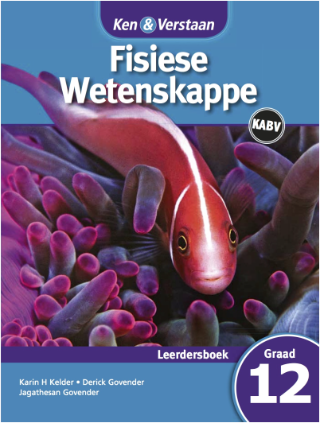 Ken & Verstaan
Fisiese
Wetenskappe
KABV
Leerdersboek
Graad
12
Karin H Kelder • Derick Govender
Jagathesan Govender